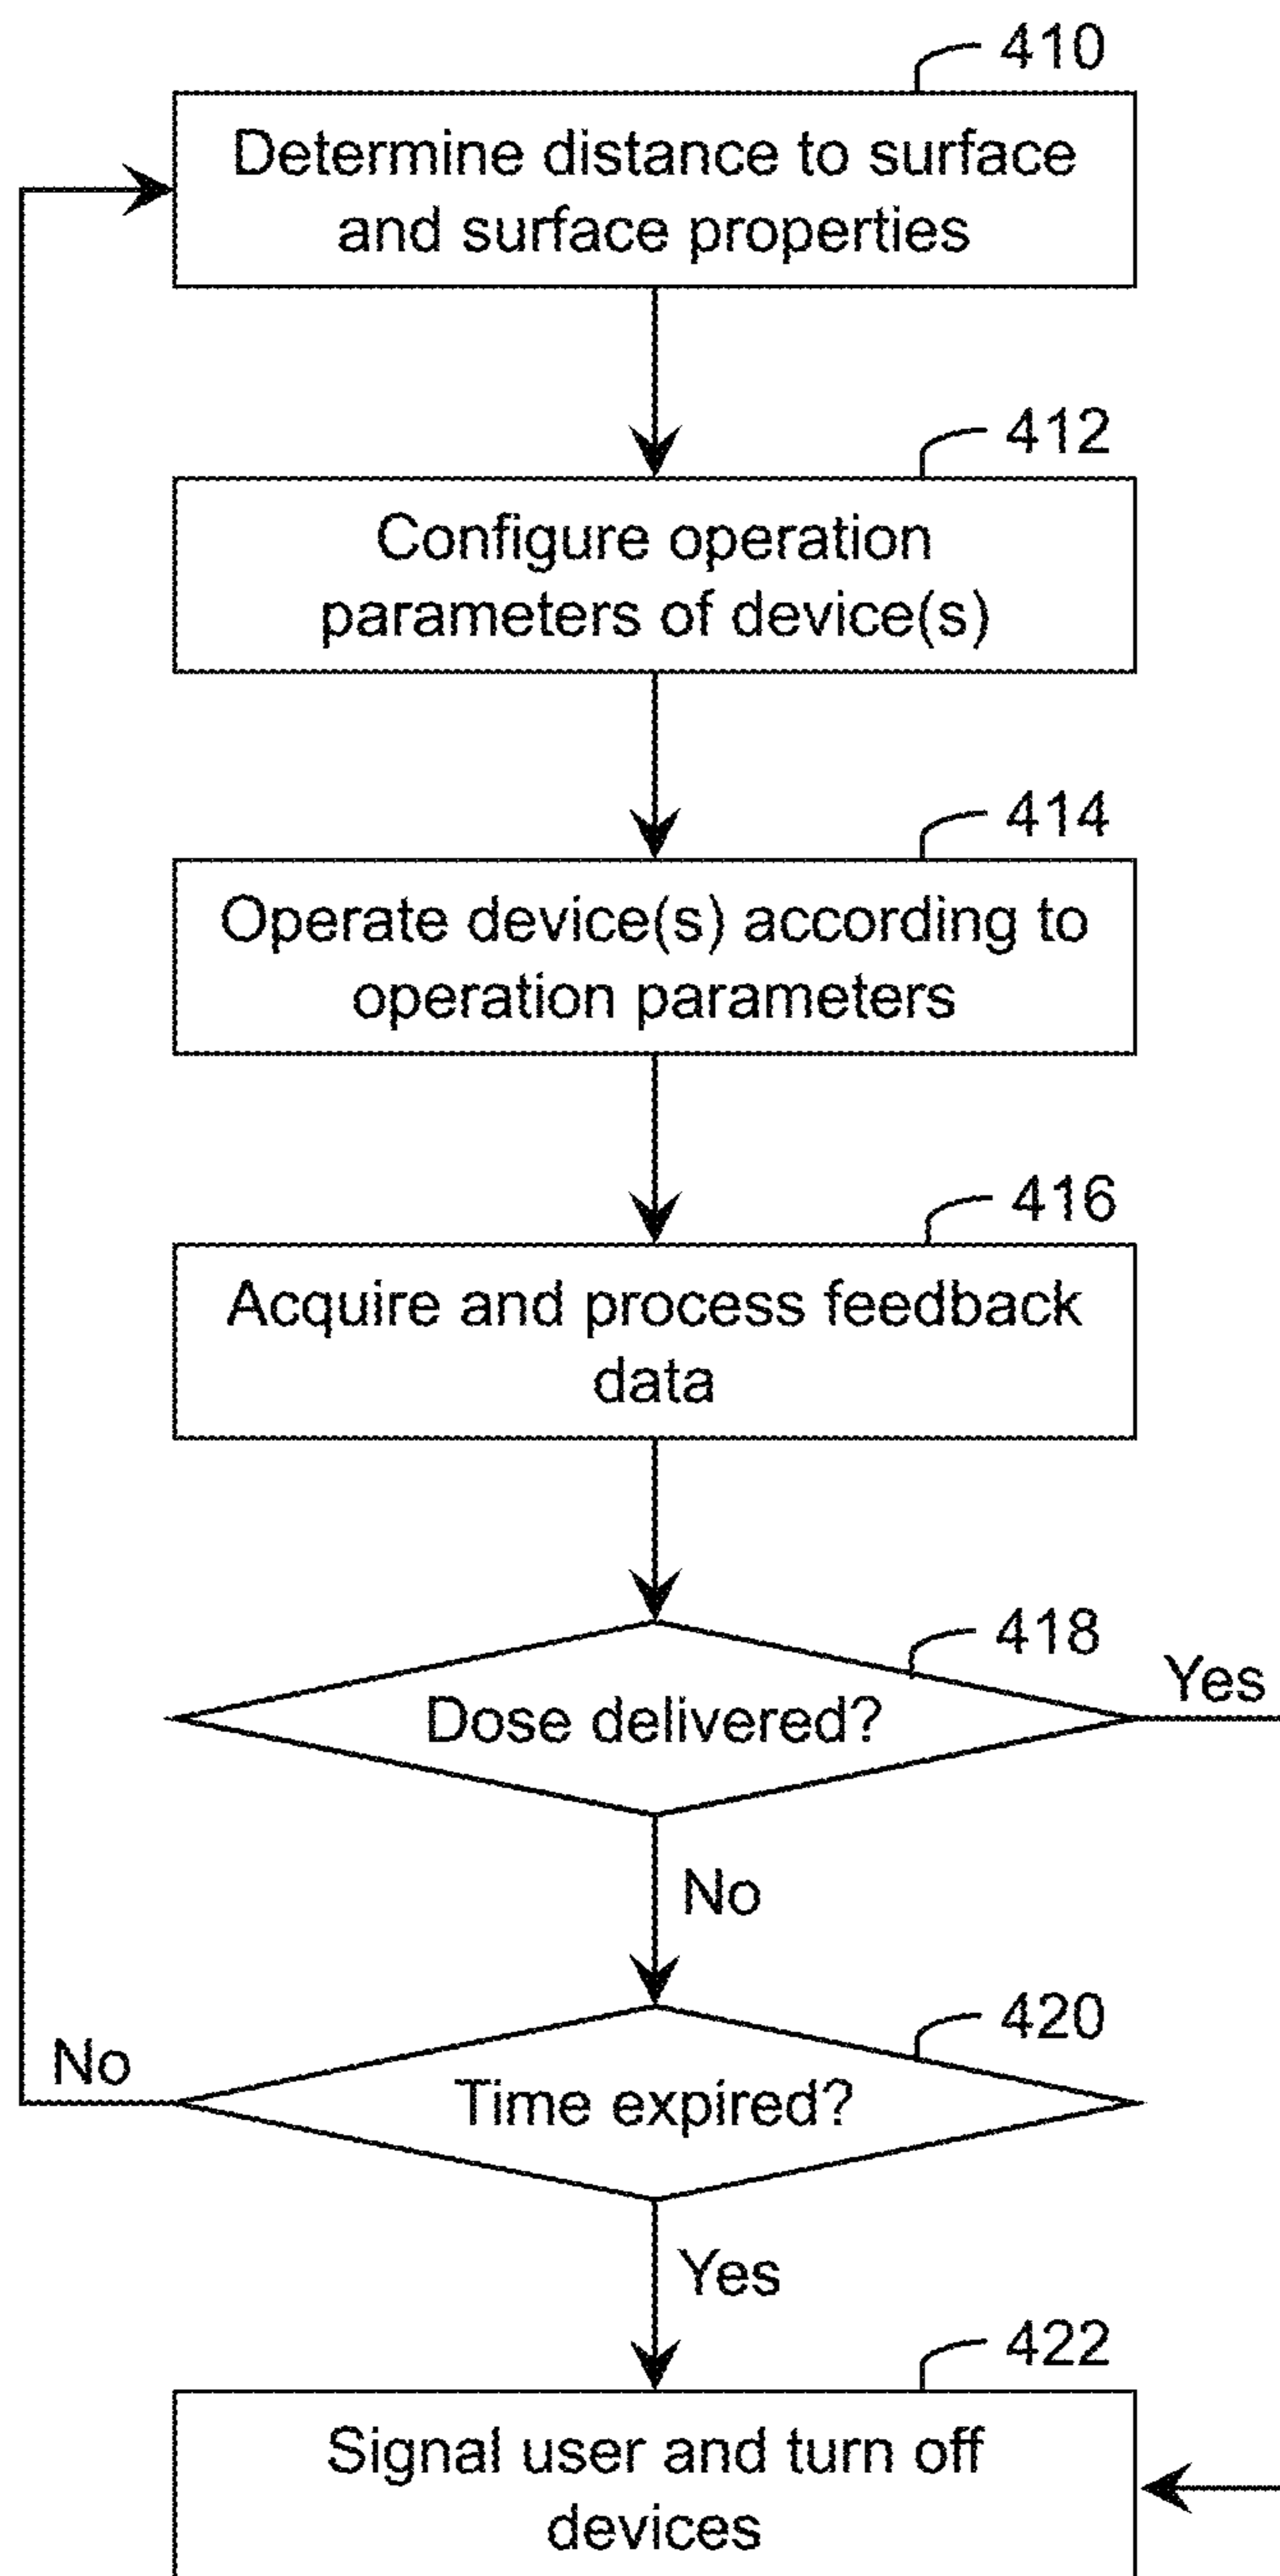 410
Determine distance to surface
and surface properties
412
Configure operation
parameters of device(s)
414
Operate device(s) according to
operation parameters
416
Acquire and process feedback
data
418
Yes
Dose delivered?
No
420
No
Time expired?
Yes
422
Signal user and turn off
devices